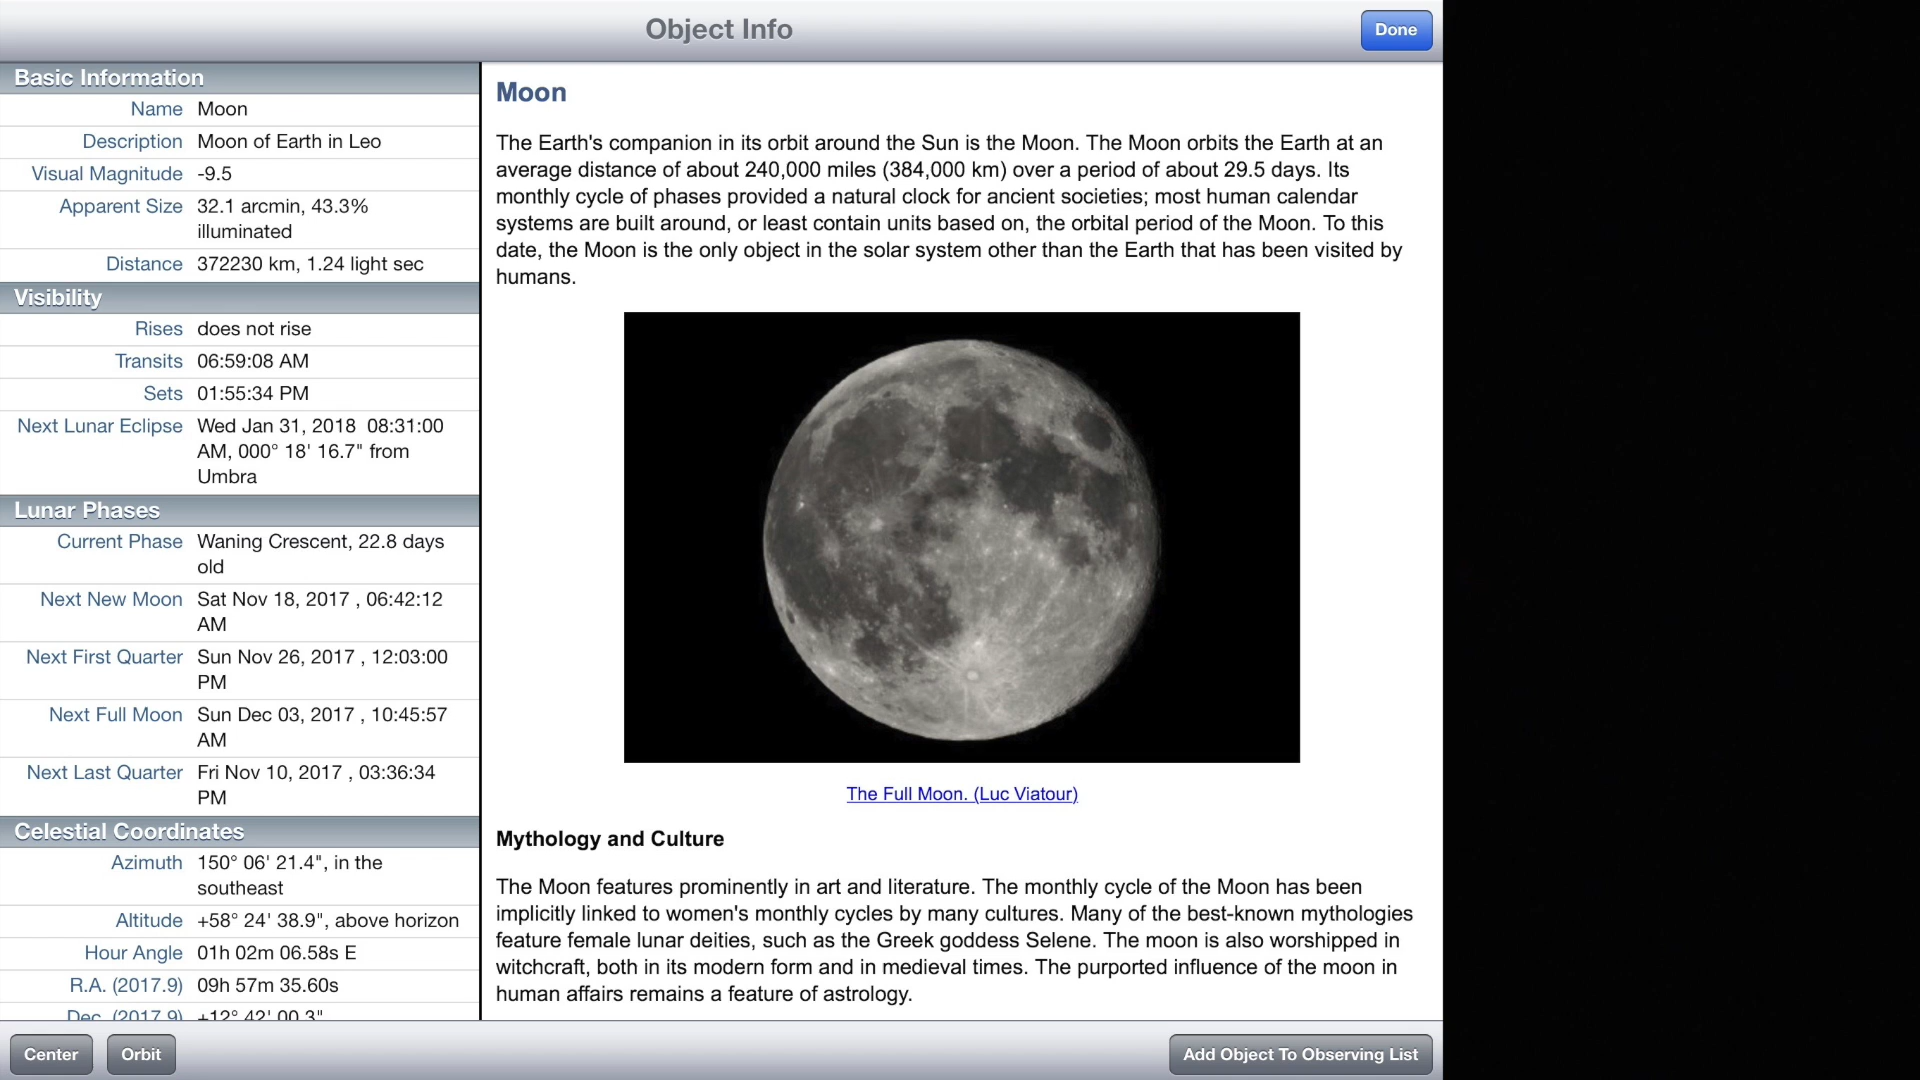 Object Info
Done
Basic Information
Name Moon
Description Moon of Earth in Leo
Visual Magnitude -9.5
Apparent Size 32.1 arcmin, 43.3%
illuminated
Distance 372230 km, 1.24 light sec
Visibility
Rises does not rise
Transits 06:59:08 AM
Sets 01:55:34 PM
Next Lunar Eclipse Wed Jan 31, 2018  08:31:00
AM, 000° 18' 16.7" from
Umbra
Lunar Phases
Current Phase Waning Crescent, 22.8 days
old
Next New Moon Sat Nov 18, 2017 , 06:42:12
AM
Next First Quarter Sun Nov 26, 2017 , 12:03:00
PM
Next Full Moon Sun Dec 03, 2017 , 10:45:57
AM
Next Last Quarter Fri Nov 10, 2017 , 03:36:34
PM
Celestial Coordinates
Azimuth 150° 06' 21.4", in the
southeast
Altitude +58° 24' 38.9", above horizon
Hour Angle 01h 02m 06.58s E
R.A. (2017.9) 09h 57m 35.60s
Dec. (2017.9) +12° 42' 00.3"
Moon
The Earth's companion in its orbit around the Sun is the Moon. The Moon orbits the Earth at an
average distance of about 240,000 miles (384,000 km) over a period of about 29.5 days. Its
monthly cycle of phases provided a natural clock for ancient societies; most human calendar
systems are built around, or least contain units based on, the orbital period of the Moon. To this
date, the Moon is the only object in the solar system other than the Earth that has been visited by
humans.
The Full Moon. (Luc Viatour)
Mythology and Culture
The Moon features prominently in art and literature. The monthly cycle of the Moon has been
implicitly linked to women's monthly cycles by many cultures. Many of the best-known mythologies
feature female lunar deities, such as the Greek goddess Selene. The moon is also worshipped in
witchcraft, both in its modern form and in medieval times. The purported influence of the moon in
human affairs remains a feature of astrology.
Center
Orbit
Add Object To Observing List